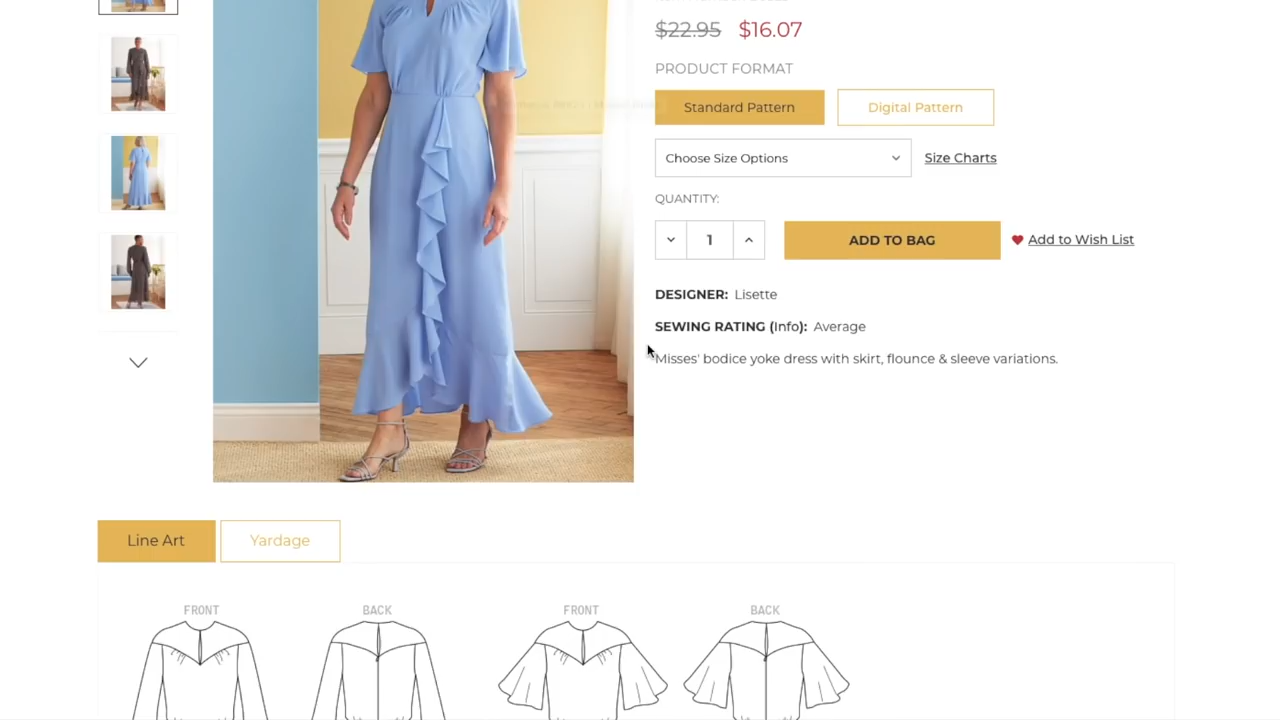 $22.95 $16.07
PRODUCT FORMAT
Standard Pattern Digital Pattern
Choose Size Options Size Charts
QUANTITY:
1 ADD TO BAG Add to Wish List
DESIGNER: Lisette
SEWING RATING (Info): Average
Misses' bodice yoke dress with skirt, flounce & sleeve variations.
Line Art Yardage
FRONT BACK FRONT BACK